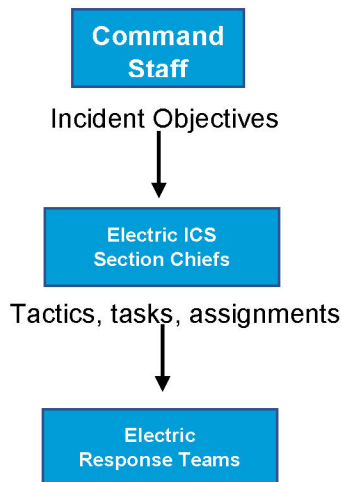 Command
Staff
Incident Objectives
Electric ICS
Section Chiefs
Tactics, tasks, assignments
Electric
Response Teams